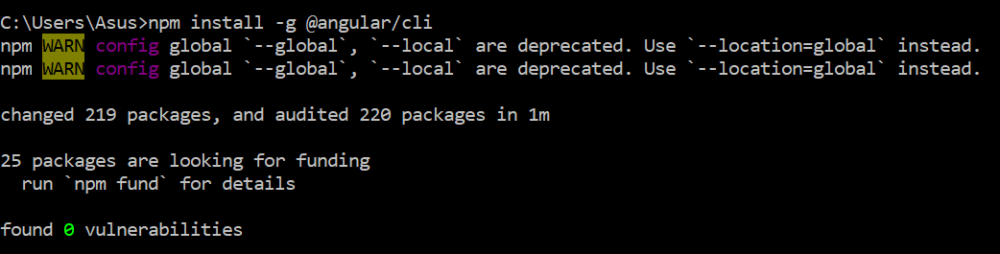 C:\Users\Asus>npm install -g @angular/cli
npm WARN config global `--global`, `--local` are deprecated. Use `--location=global` instead.
npm WARN config global `--global`, `--local` are deprecated. Use `--location=global` instead.
changed 219 packages, and audited 220 packages in 1m
25 packages are looking for funding
  run `npm fund` for details
found 0 vulnerabilities